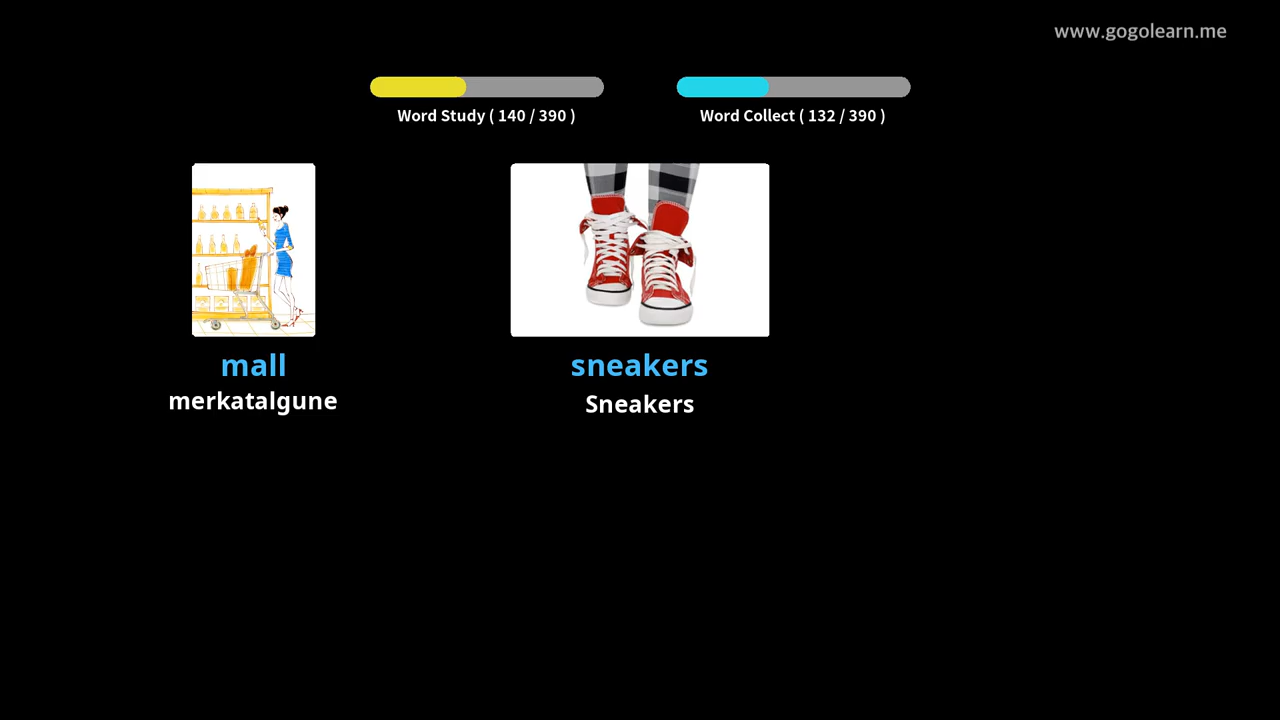 www.gogolearn.me
Word Study ( 140 / 390 )
Word Collect ( 132 / 390 )
mall
merkatalgune
sneakers
Sneakers